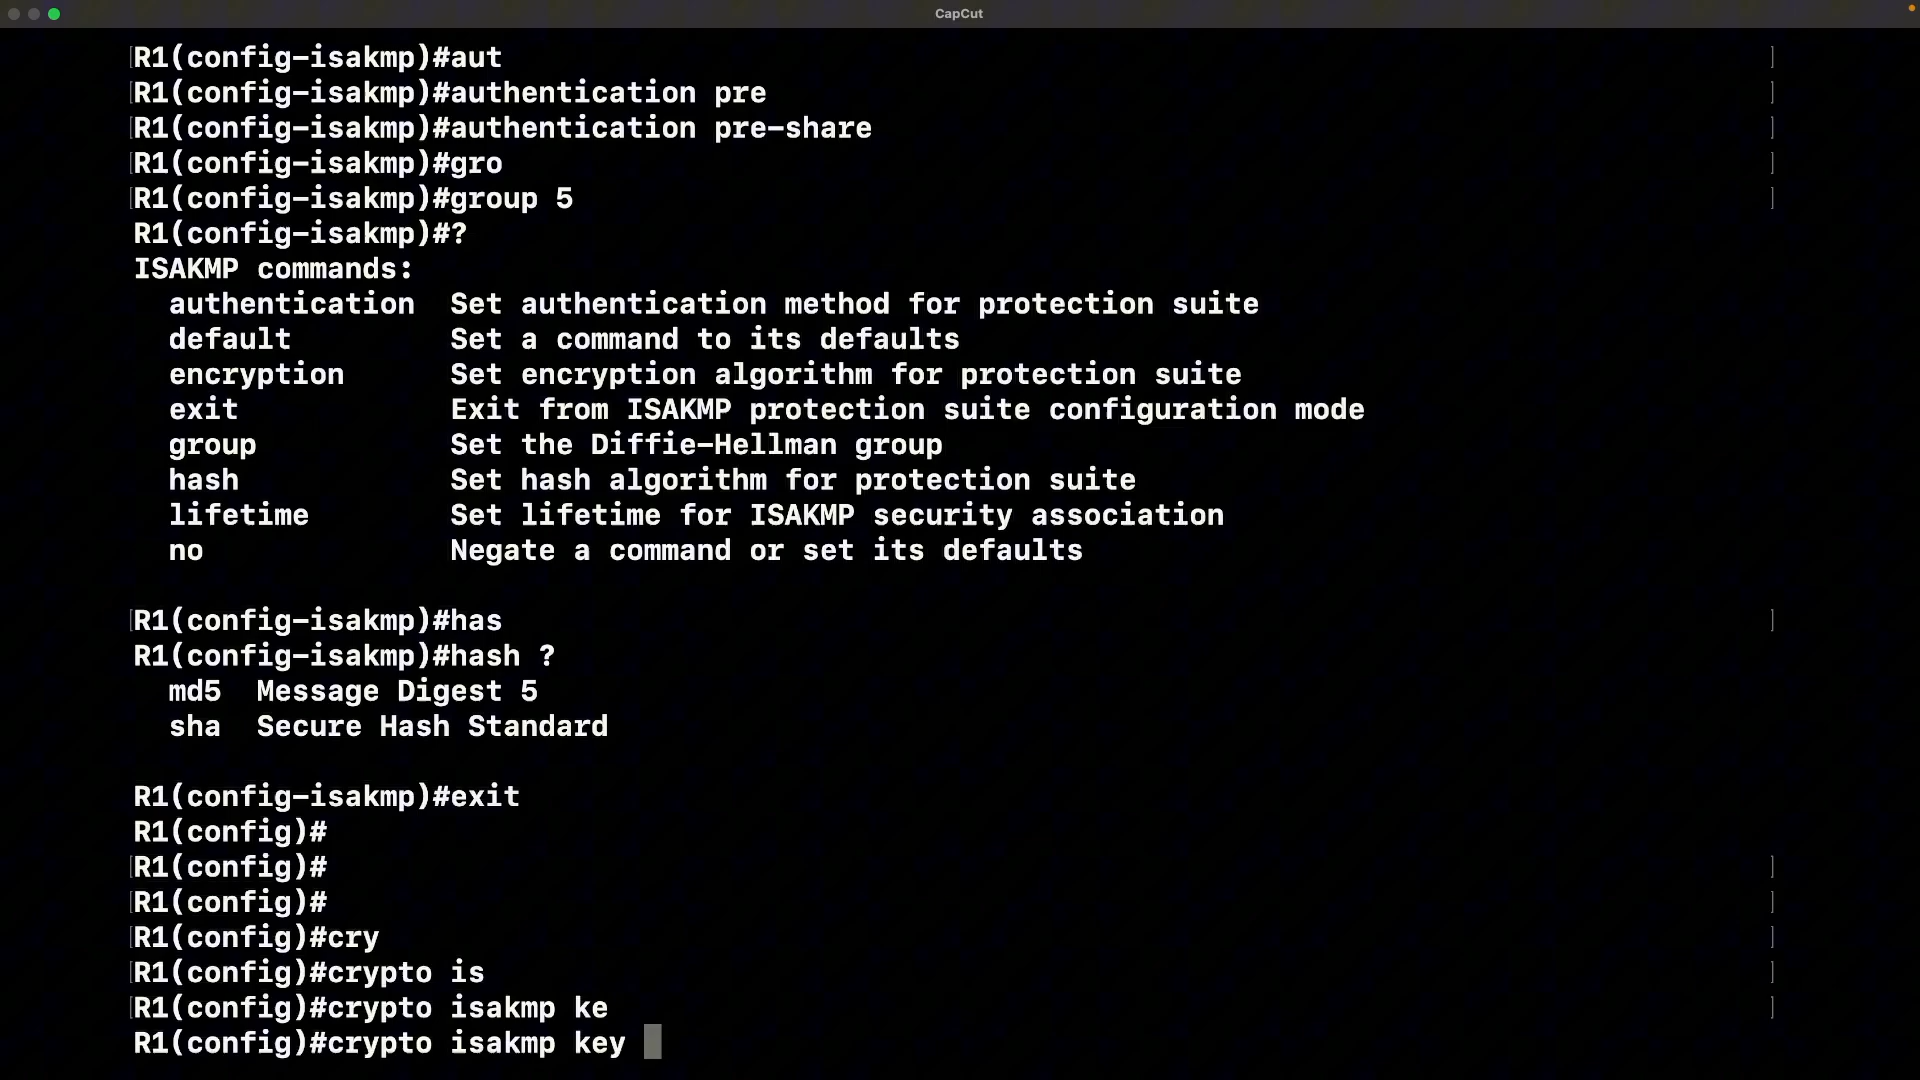 CapCut
R1(config-isakmp)#aut
R1(config-isakmp)#authentication pre
R1(config-isakmp)#authentication pre-share
R1(config-isakmp)#gro
R1(config-isakmp)#group 5
R1(config-isakmp)#?
ISAKMP commands:
  authentication  Set authentication method for protection suite
  default         Set a command to its defaults
  encryption      Set encryption algorithm for protection suite
  exit            Exit from ISAKMP protection suite configuration mode
  group           Set the Diffie-Hellman group
  hash            Set hash algorithm for protection suite
  lifetime        Set lifetime for ISAKMP security association
  no              Negate a command or set its defaults
R1(config-isakmp)#has
R1(config-isakmp)#hash ?
  md5  Message Digest 5
  sha  Secure Hash Standard
R1(config-isakmp)#exit
R1(config)#
R1(config)#
R1(config)#
R1(config)#cry
R1(config)#crypto is
R1(config)#crypto isakmp ke
R1(config)#crypto isakmp key